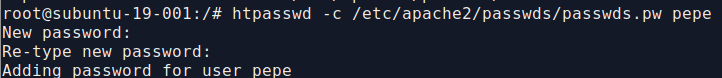 root@subuntu-19-001:/# htpasswd -c /etc/apache2/passwds/passwds.pw pepe
New password:
Re-type new password:
Adding password for user pepe